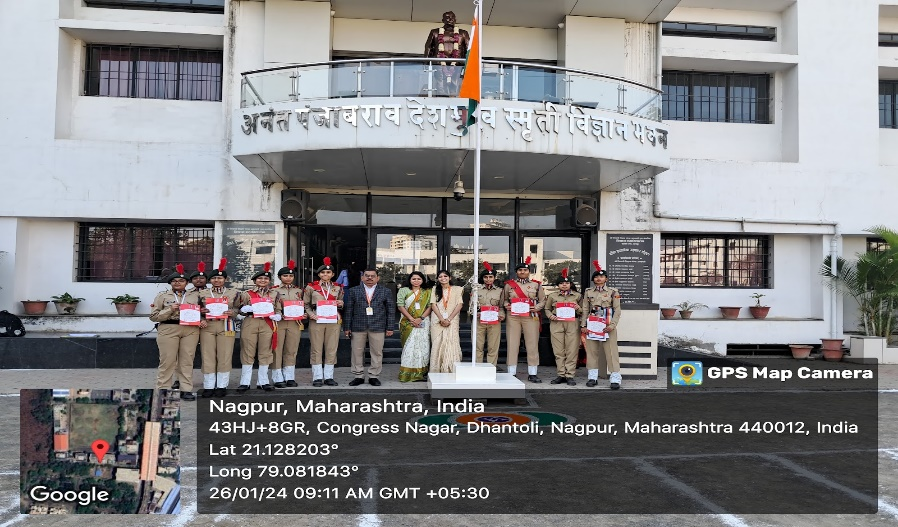 अनंत पंजाबराव देशमुख स्मृती विज्ञान भवन
GPS Map Camera
Nagpur, Maharashtra, India
43HJ+8GR, Congress Nagar, Dhantoli, Nagpur, Maharashtra 440012, India
Lat 21.128203°
Long 79.081843°
26/01/24 09:11 AM GMT +05:30
Google